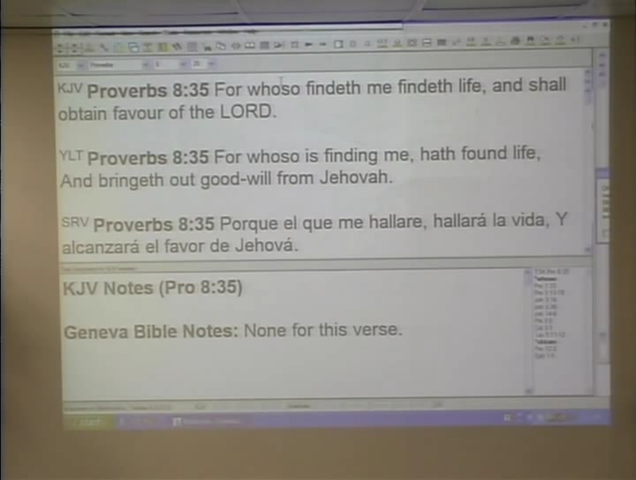 KJV Proverbs 8:35 For whoso findeth me findeth life, and shall
obtain favour of the LORD.
YLT Proverbs 8:35 For whoso is finding me, hath found life,
And bringeth out good-will from Jehovah.
SRV Proverbs 8:35 Porque el que me hallare, hallará la vida, Y
alcanzará el favor de Jehová.
KJV Notes (Pro 8:35)
Geneva Bible Notes: None for this verse.